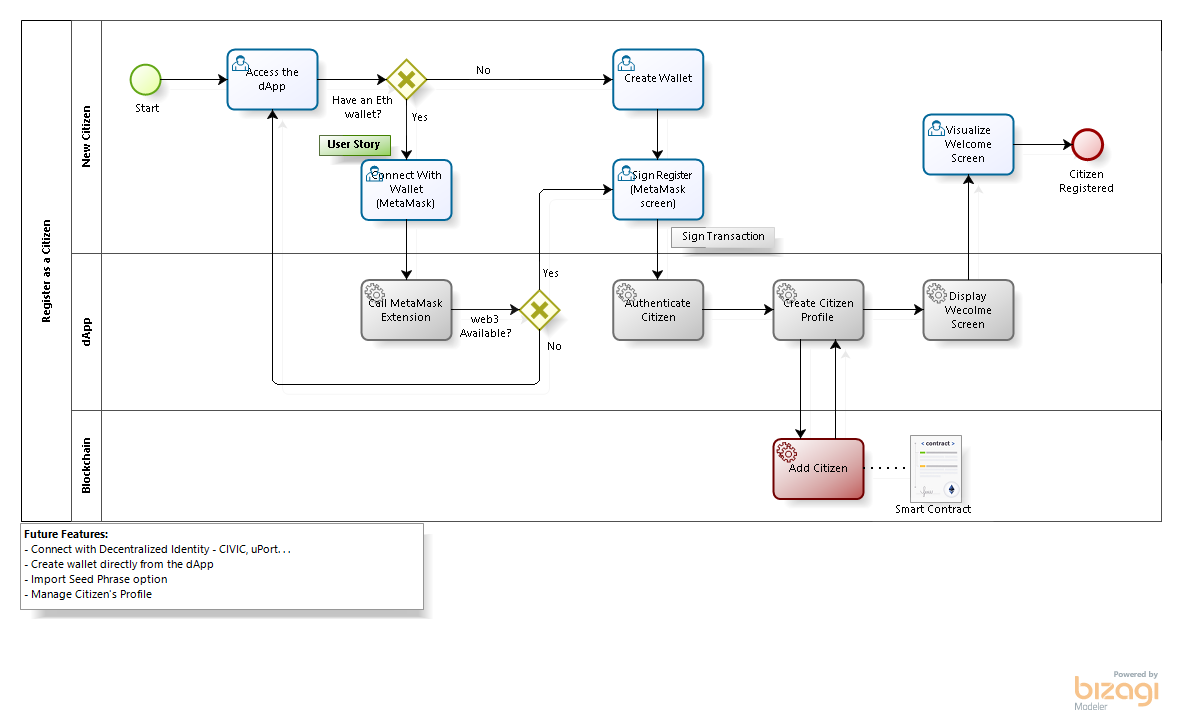 Register as a Citizen
New Citizen
Start
Access the
dApp
Have an Eth
wallet?
No
Yes
User Story
Create Wallet
Connect With
Wallet
(MetaMask)
Sign Register
(MetaMask
screen)
Sign Transaction
Visualize
Welcome
Screen
Citizen
Registered
dApp
Call MetaMask
Extension
web3
Available?
Yes
No
Authenticate
Citizen
Create Citizen
Profile
Display
Wecolme
Screen
Blockchain
Add Citizen
< contract >
Smart Contract
Future Features:
- Connect with Decentralized Identity - CIVIC, uPort...
- Create wallet directly from the dApp
- Import Seed Phrase option
- Manage Citizen's Profile
Powered by
bizagi
Modeler